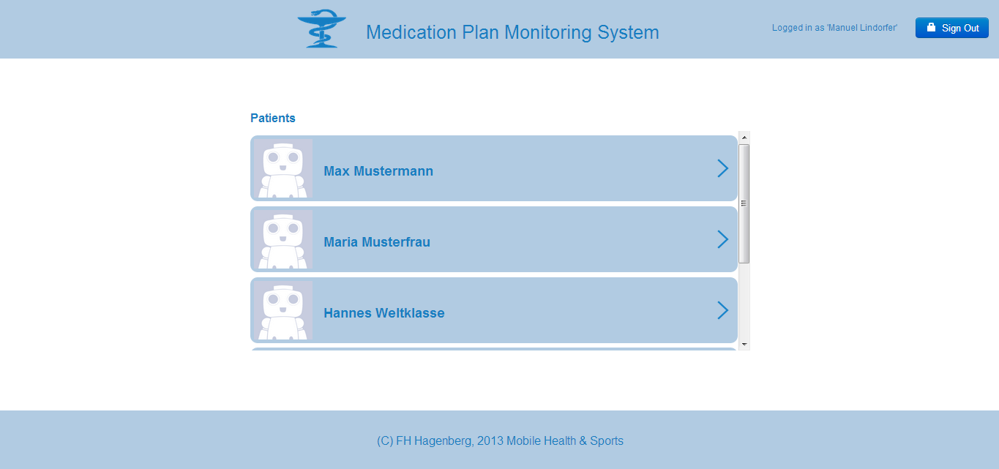 Medication Plan Monitoring System
Logged in as 'Manuel Lindorfer'
Sign Out
Patients
Max Mustermann
Maria Musterfrau
Hannes Weltklasse
(C) FH Hagenberg, 2013 Mobile Health & Sports